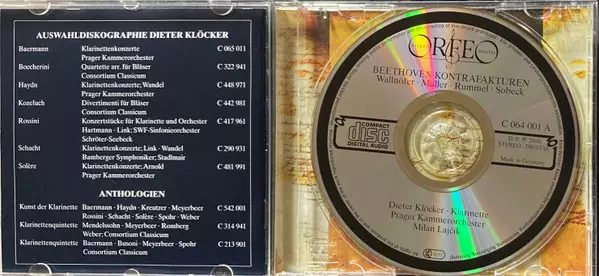 AUSWAHLDISKOGRAPHIE DIETER KLÖCKER
Baermann Klarinettenkonzerte C 065 011
Prager Kammerorchester
Boccherini Quartette arr. für Bläser C 322 941
Consortium Classicum
Haydn Klarinettenkonzerte; Wandel C 448 971
Prager Kammerorchester
Kozeluch Divertimenti für Bläser C 442 981
Consortium Classicum
Rossini Konzertstücke für Klarinette und Orchester C 417 961
Hartmann · Link; SWF-Sinfonieorchester
Schröter-Seebeck
Schacht Klarinettenkonzerte; Link · Wandel C 290 931
Bamberger Symphoniker; Stadlmair
Solère Klarinettenkonzerte; Arnold C 481 991
Prager Kammerorchester
ANTHOLOGIEN
Kunst der Klarinette Baermann · Haydn · Kreutzer · Meyerbeer C 542 001
Rossini · Schacht · Solère · Spohr · Weber
Klarinettenquintette Mendelssohn · Meyerbeer · Romberg C 314 941
Weber; Consortium Classicum
Klarinettenquintette Baermann · Busoni · Meyerbeer · Spohr C 213 901
Consortium Classicum
ORFEO
DIGITAL
BEETHOVEN KONTRAFAKTUREN
Wallnöfer · Müller · Rummel · Sobeck
COMPACT
disc
DIGITAL AUDIO
C 064 001 A
2000
STEREO-DIGITAL
Made in Germany
Dieter Klöcker · Klarinette
Prager Kammerorchester
Milan Lajčik